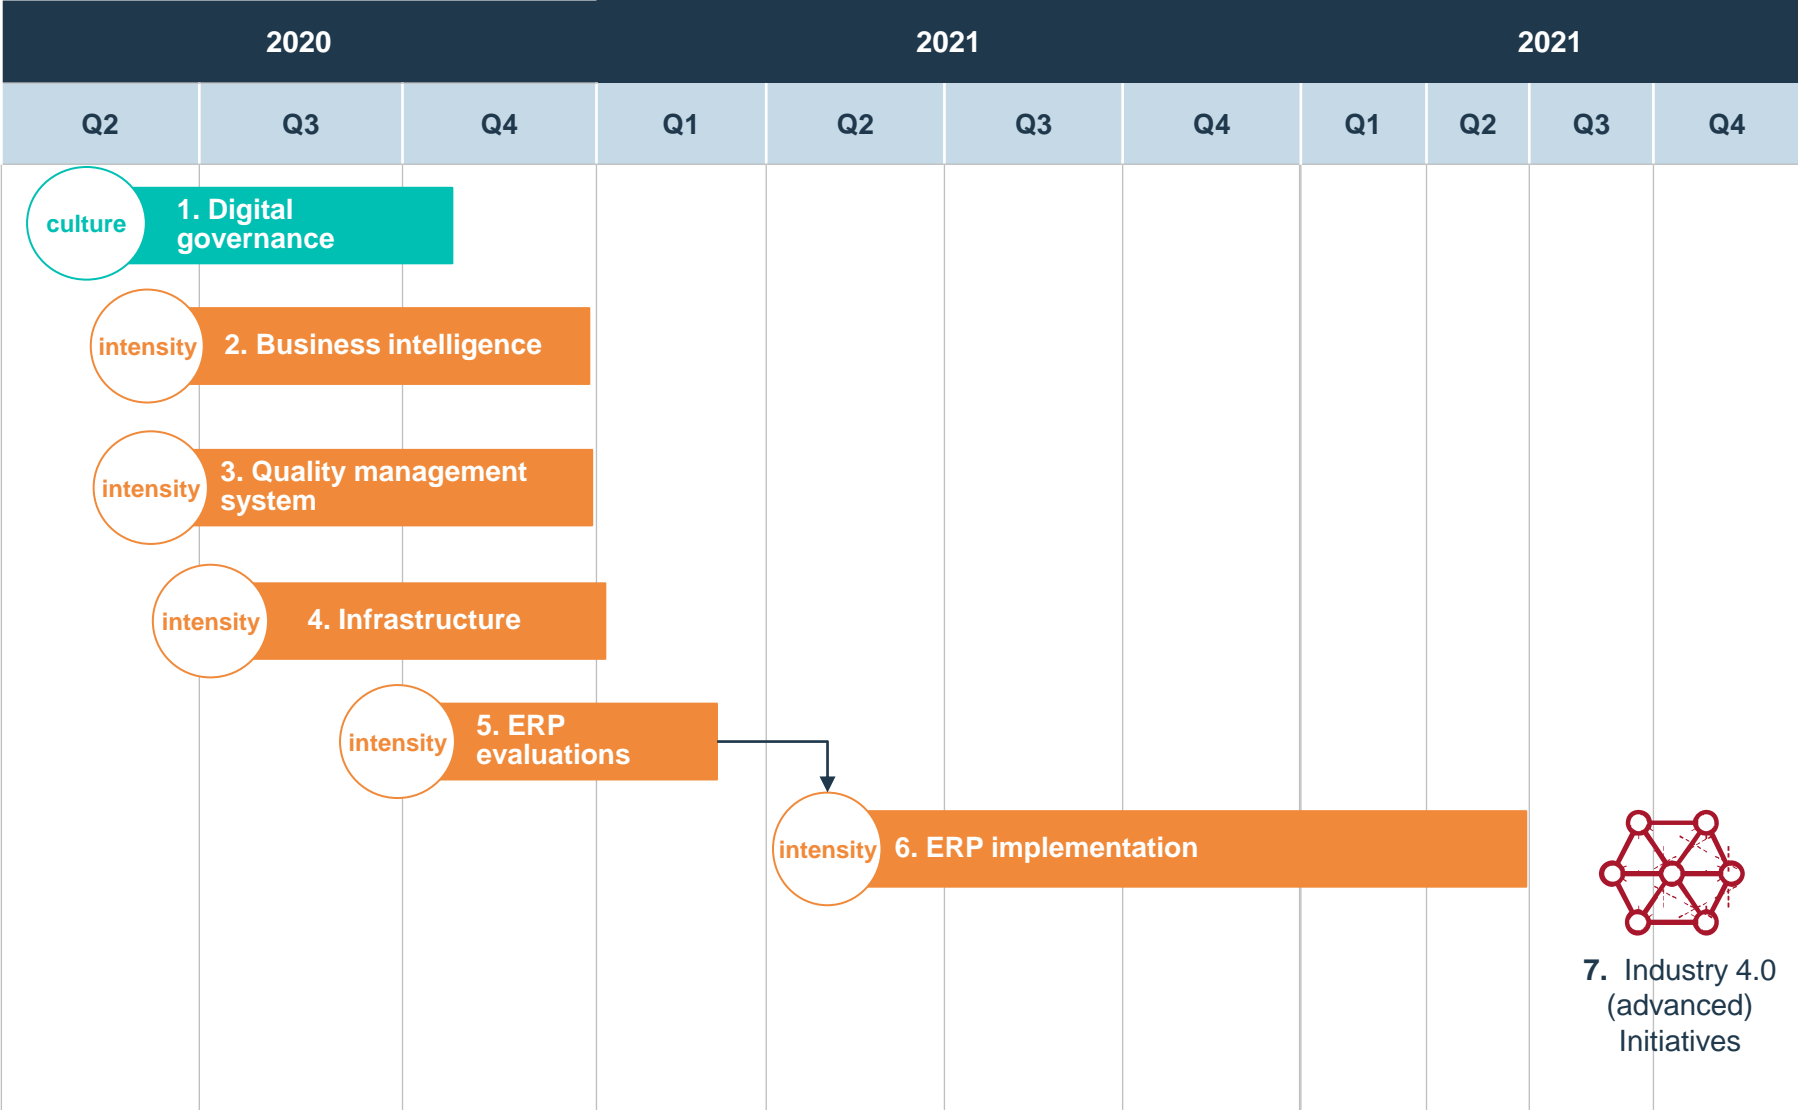 2020 2021 2021
Q2 Q3 Q4 Q1 Q2 Q3 Q4 Q1 Q2 Q3 Q4
culture
1. Digital
governance
intensity
2. Business intelligence
intensity
3. Quality management
system
intensity
4. Infrastructure
intensity
5. ERP
evaluations
intensity
6. ERP implementation
7. Industry 4.0
(advanced)
Initiatives